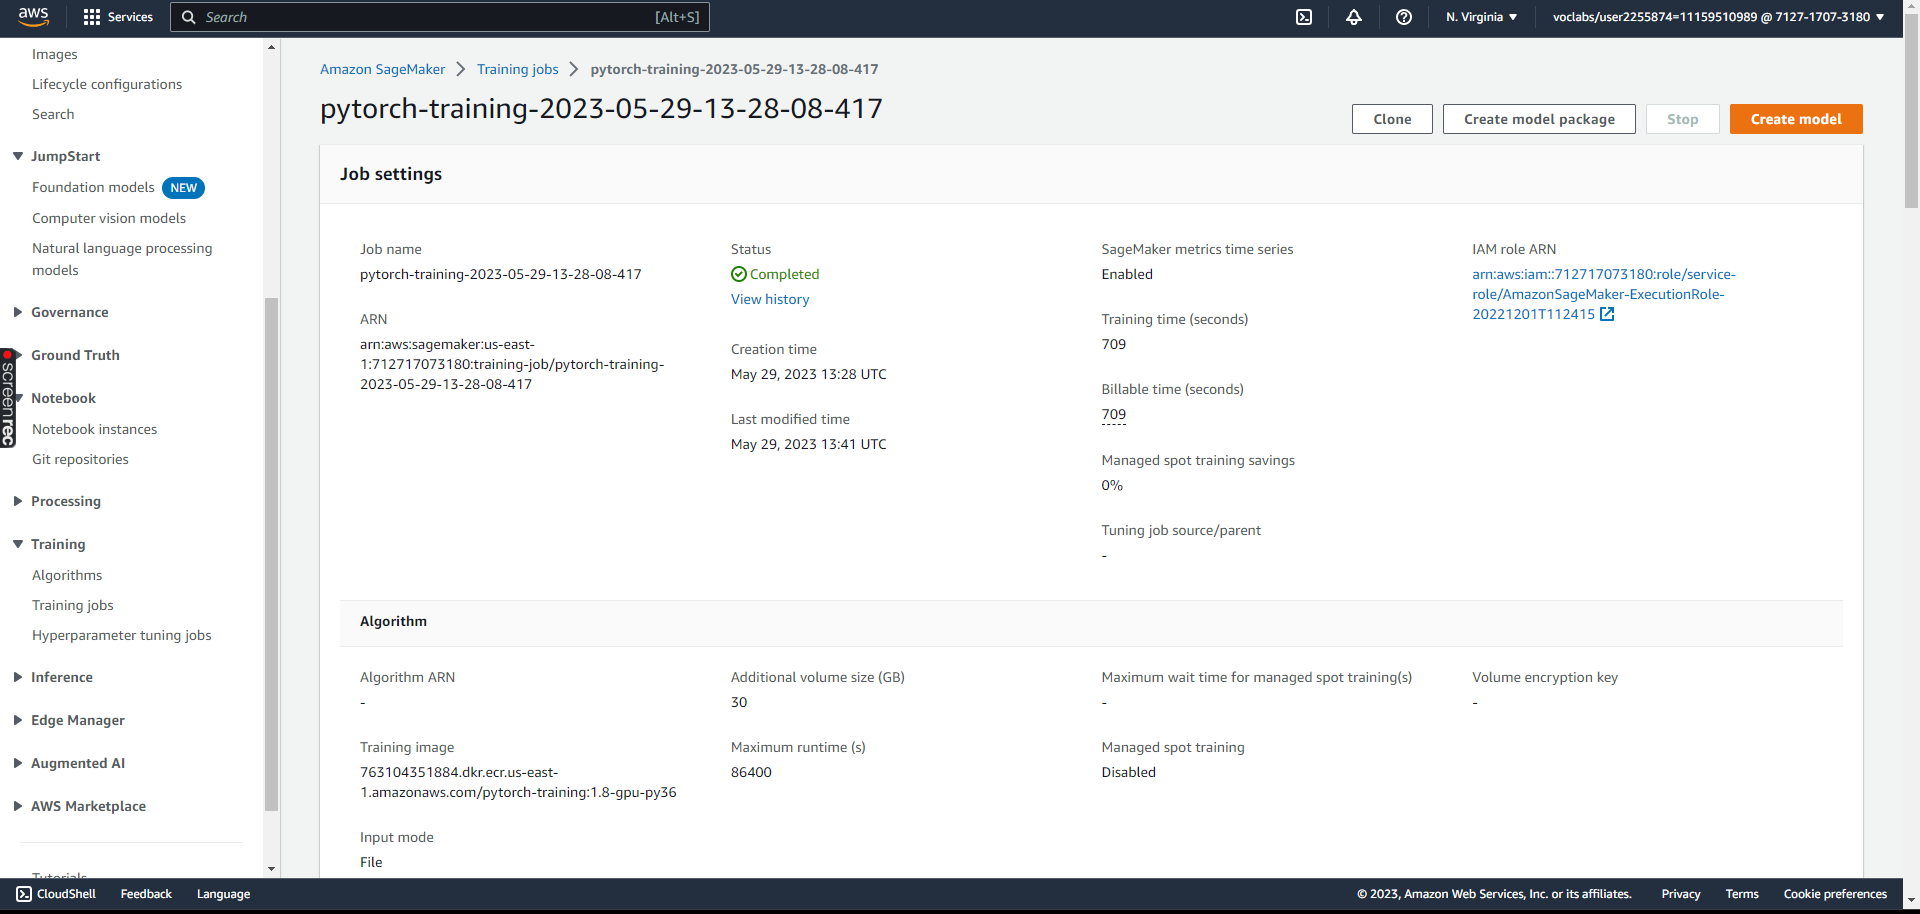 aws
Services
Search
[Alt+S]
N. Virginia
voclabs/user2255874=11159510989 @ 7127-1707-3180
Images
Lifecycle configurations
Search
JumpStart
Foundation models NEW
Computer vision models
Natural language processing
models
Governance
Ground Truth
Notebook
Notebook instances
Git repositories
Processing
Training
Algorithms
Training jobs
Hyperparameter tuning jobs
Inference
Edge Manager
Augmented AI
AWS Marketplace
Tutorials
screenrec
Amazon SageMaker
Training jobs
pytorch-training-2023-05-29-13-28-08-417
pytorch-training-2023-05-29-13-28-08-417
Clone
Create model package
Stop
Create model
Job settings
Job name
pytorch-training-2023-05-29-13-28-08-417
ARN
arn:aws:sagemaker:us-east-
1:712717073180:training-job/pytorch-training-
2023-05-29-13-28-08-417
Status
Completed
View history
Creation time
May 29, 2023 13:28 UTC
Last modified time
May 29, 2023 13:41 UTC
SageMaker metrics time series
Enabled
Training time (seconds)
709
Billable time (seconds)
709
Managed spot training savings
0%
Tuning job source/parent
-
IAM role ARN
arn:aws:iam::712717073180:role/service-
role/AmazonSageMaker-ExecutionRole-
20221201T112415
Algorithm
Algorithm ARN
-
Training image
763104351884.dkr.ecr.us-east-
1.amazonaws.com/pytorch-training:1.8-gpu-py36
Input mode
File
Additional volume size (GB)
30
Maximum runtime (s)
86400
Maximum wait time for managed spot training(s)
-
Managed spot training
Disabled
Volume encryption key
-
CloudShell
Feedback
Language
© 2023, Amazon Web Services, Inc. or its affiliates.
Privacy
Terms
Cookie preferences